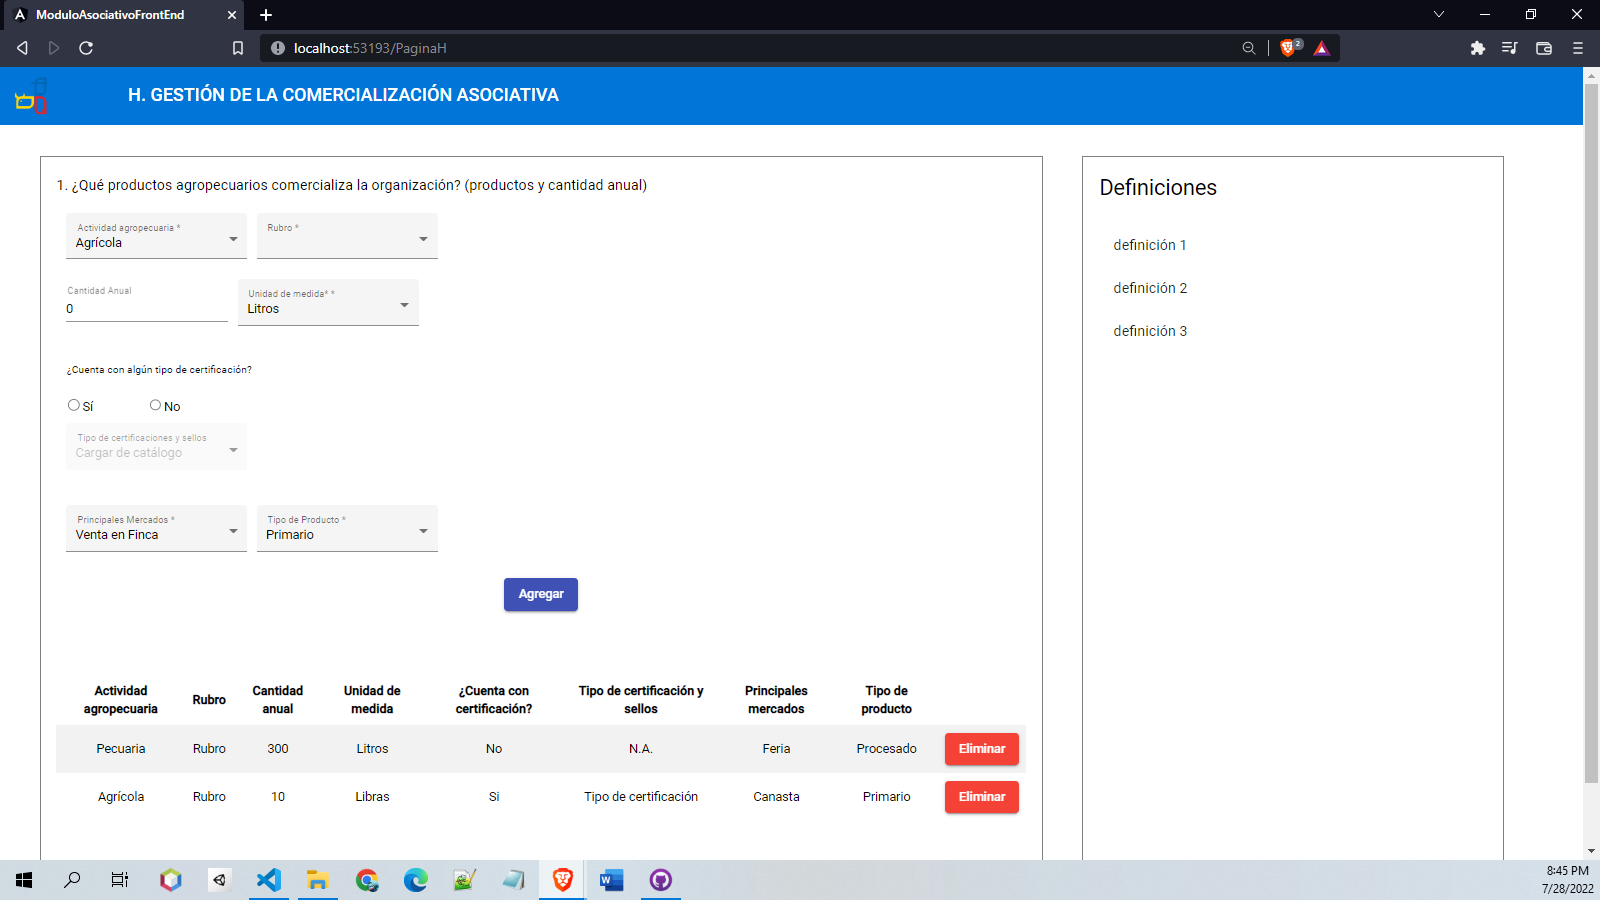 ModuloAsociativoFrontEnd
localhost:53193/PaginaH
2
H. GESTIÓN DE LA COMERCIALIZACIÓN ASOCIATIVA
1. ¿Qué productos agropecuarios comercializa la organización? (productos y cantidad anual)
Actividad agropecuaria *
Agrícola
Rubro *
Cantidad Anual
0
Unidad de medida* *
Litros
¿Cuenta con algún tipo de certificación?
Sí No
Tipo de certificaciones y sellos
Cargar de catálogo
Principales Mercados *
Venta en Finca
Tipo de Producto *
Primario
Agregar
Actividad agropecuaria Rubro Cantidad anual Unidad de medida ¿Cuenta con certificación? Tipo de certificación y sellos Principales mercados Tipo de producto
Pecuaria Rubro 300 Litros No N.A. Feria Procesado Eliminar
Agrícola Rubro 10 Libras Si Tipo de certificación Canasta Primario Eliminar
Definiciones
definición 1
definición 2
definición 3
8:45 PM
7/28/2022